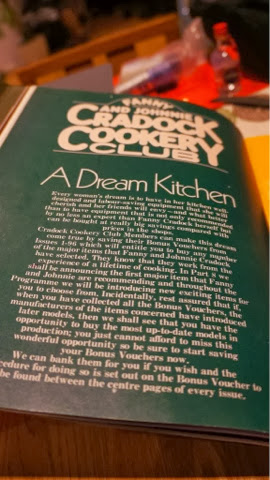 FANNY
AND JOHNNIE
CRADOCK
COOKERY
CLUB
A Dream Kitchen
Every woman's dream is to have in her kitchen well
designed and labour-saving equipment that she will
cherish and her friends will envy—and what better
than to have equipment that is not only tried and tested
by no less an expert than Fanny Cradock herself but
can be bought at really big savings compared to
prices in the shops.
Cradock Cookery Club Members can make this dream
come true by saving their Bonus Vouchers from
Issues 1-96 which will entitle you to buy any number
of the major items that Fanny and Johnnie Cradock
have selected. They know that they work from the
experience of a lifetime of cooking. In Part 8 we
shall be announcing the first major item that Fanny
and Johnnie are recommending and throughout the
Programme we will be introducing new exciting items for
you to choose from. Incidentally, rest assured that if,
when you have collected all the Bonus Vouchers, the
manufacturers of the items concerned have introduced
later models, then we shall see that you have the
opportunity to buy the most up-to-date models in
production; you just cannot afford to miss this
wonderful opportunity so be sure to start saving
your Bonus Vouchers now.
We can bank them for you if you wish and the
cedure for doing so is set out on the Bonus Voucher to
be found between the centre pages of every issue.